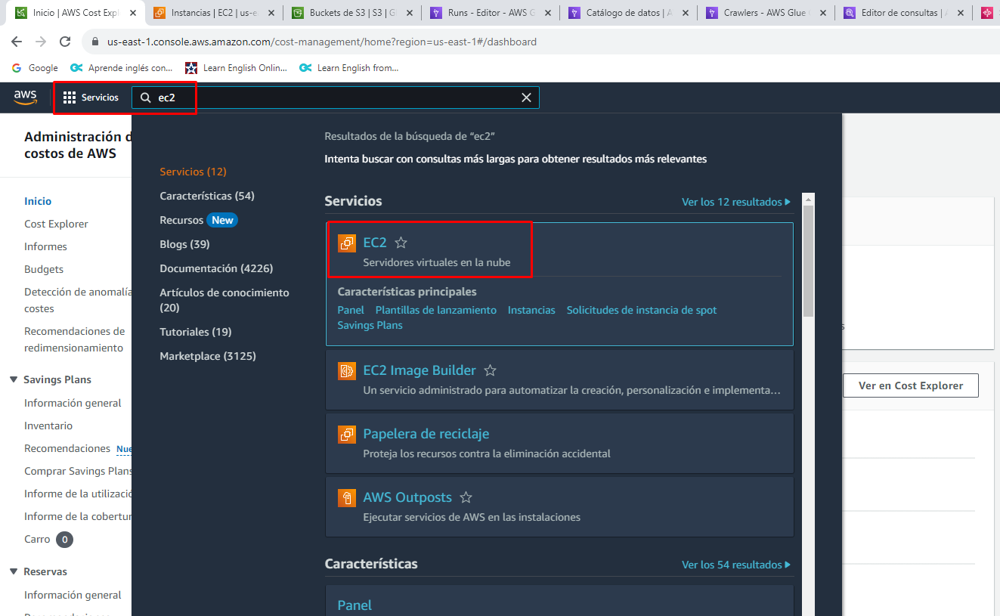 Inicio | AWS Cost Expl
Instancias | EC2 | us-e
Buckets de S3 | S3 | G
Runs - Editor - AWS G
Catálogo de datos | A
Crawlers - AWS Glue
Editor de consultas | A
us-east-1.console.aws.amazon.com/cost-management/home?region=us-east-1#/dashboard
Google
Aprende inglés con...
Learn English Onlin...
Learn English from...
aws
Servicios
ec2
Administración d
costos de AWS
Inicio
Cost Explorer
Informes
Budgets
Detección de anomalía
costes
Recomendaciones de
redimensionamiento
Savings Plans
Información general
Inventario
Recomendaciones Nue
Comprar Savings Plans
Informe de la utilizació
Informe de la cobertur
Carro 0
Reservas
Información general
Servicios (12)
Características (54)
Recursos New
Blogs (39)
Documentación (4226)
Artículos de conocimiento
(20)
Tutoriales (19)
Marketplace (3125)
Resultados de la búsqueda de “ec2”
Intenta buscar con consultas más largas para obtener resultados más relevantes
Servicios
Ver los 12 resultados
EC2
Servidores virtuales en la nube
Características principales
Panel Plantillas de lanzamiento Instancias Solicitudes de instancia de spot
Savings Plans
EC2 Image Builder
Un servicio administrado para automatizar la creación, personalización e implementa...
Papelera de reciclaje
Proteja los recursos contra la eliminación accidental
AWS Outposts
Ejecutar servicios de AWS en las instalaciones
Características
Ver los 54 resultados
Panel
s
Ver en Cost Explorer